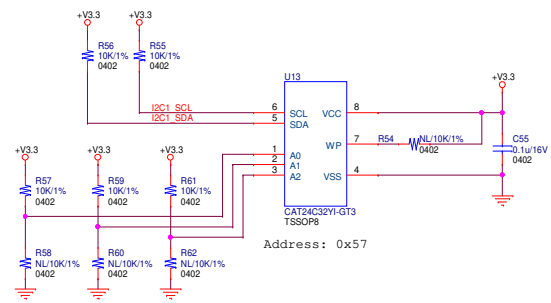 +V3.3
+V3.3
R56
10K/1%
0402
R55
10K/1%
0402
U13
+V3.3
I2C1_SCL
I2C1_SDA
6
5
SCL
SDA
VCC
8
WP
7
R54
NL/10K/1%
0402
C55
0.1u/16V
0402
+V3.3
+V3.3
+V3.3
1
2
3
A0
A1
A2
VSS
4
R57
10K/1%
0402
R59
10K/1%
0402
R61
10K/1%
0402
CAT24C32YI-GT3
TSSOP8
R58
NL/10K/1%
0402
R60
NL/10K/1%
0402
R62
NL/10K/1%
0402
Address: 0x57